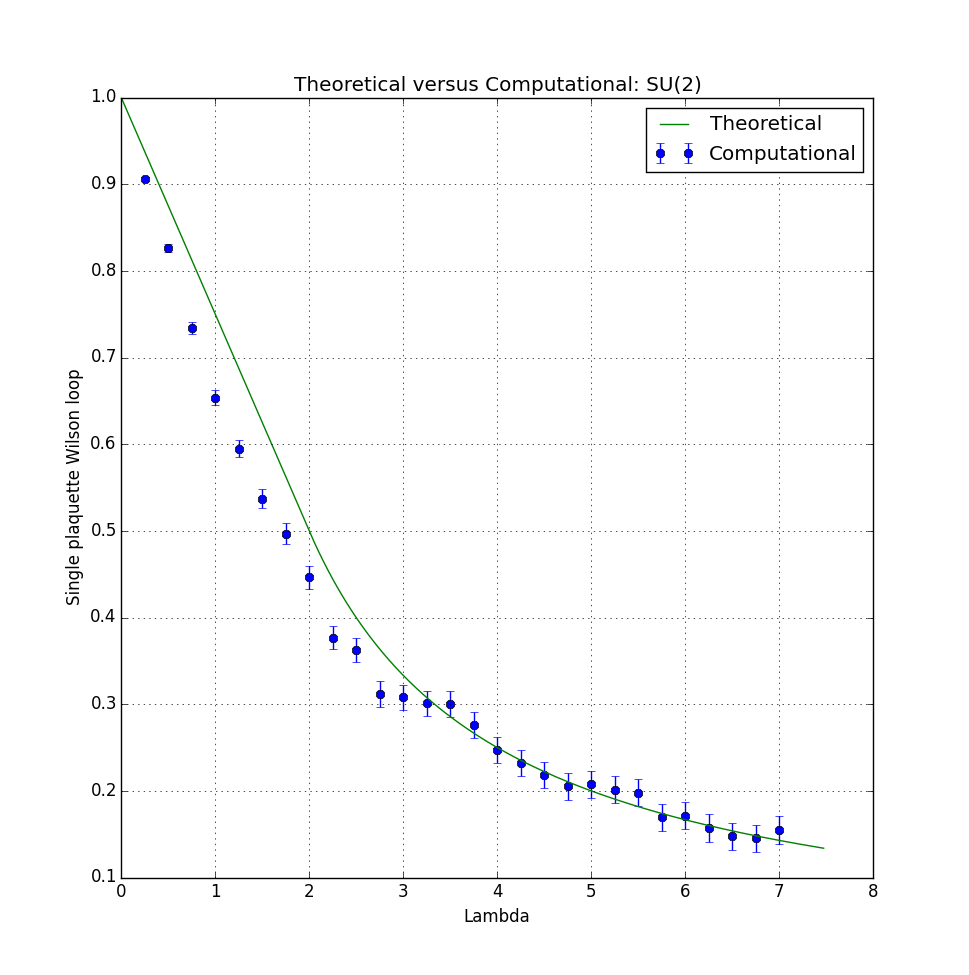 Theoretical versus Computational: SU(2)
Theoretical
Computational
1.0
0.9
0.8
0.7
0.6
0.5
0.4
0.3
0.2
0.1
Single plaquette Wilson loop
0 1 2 3 4 5 6 7 8
Lambda